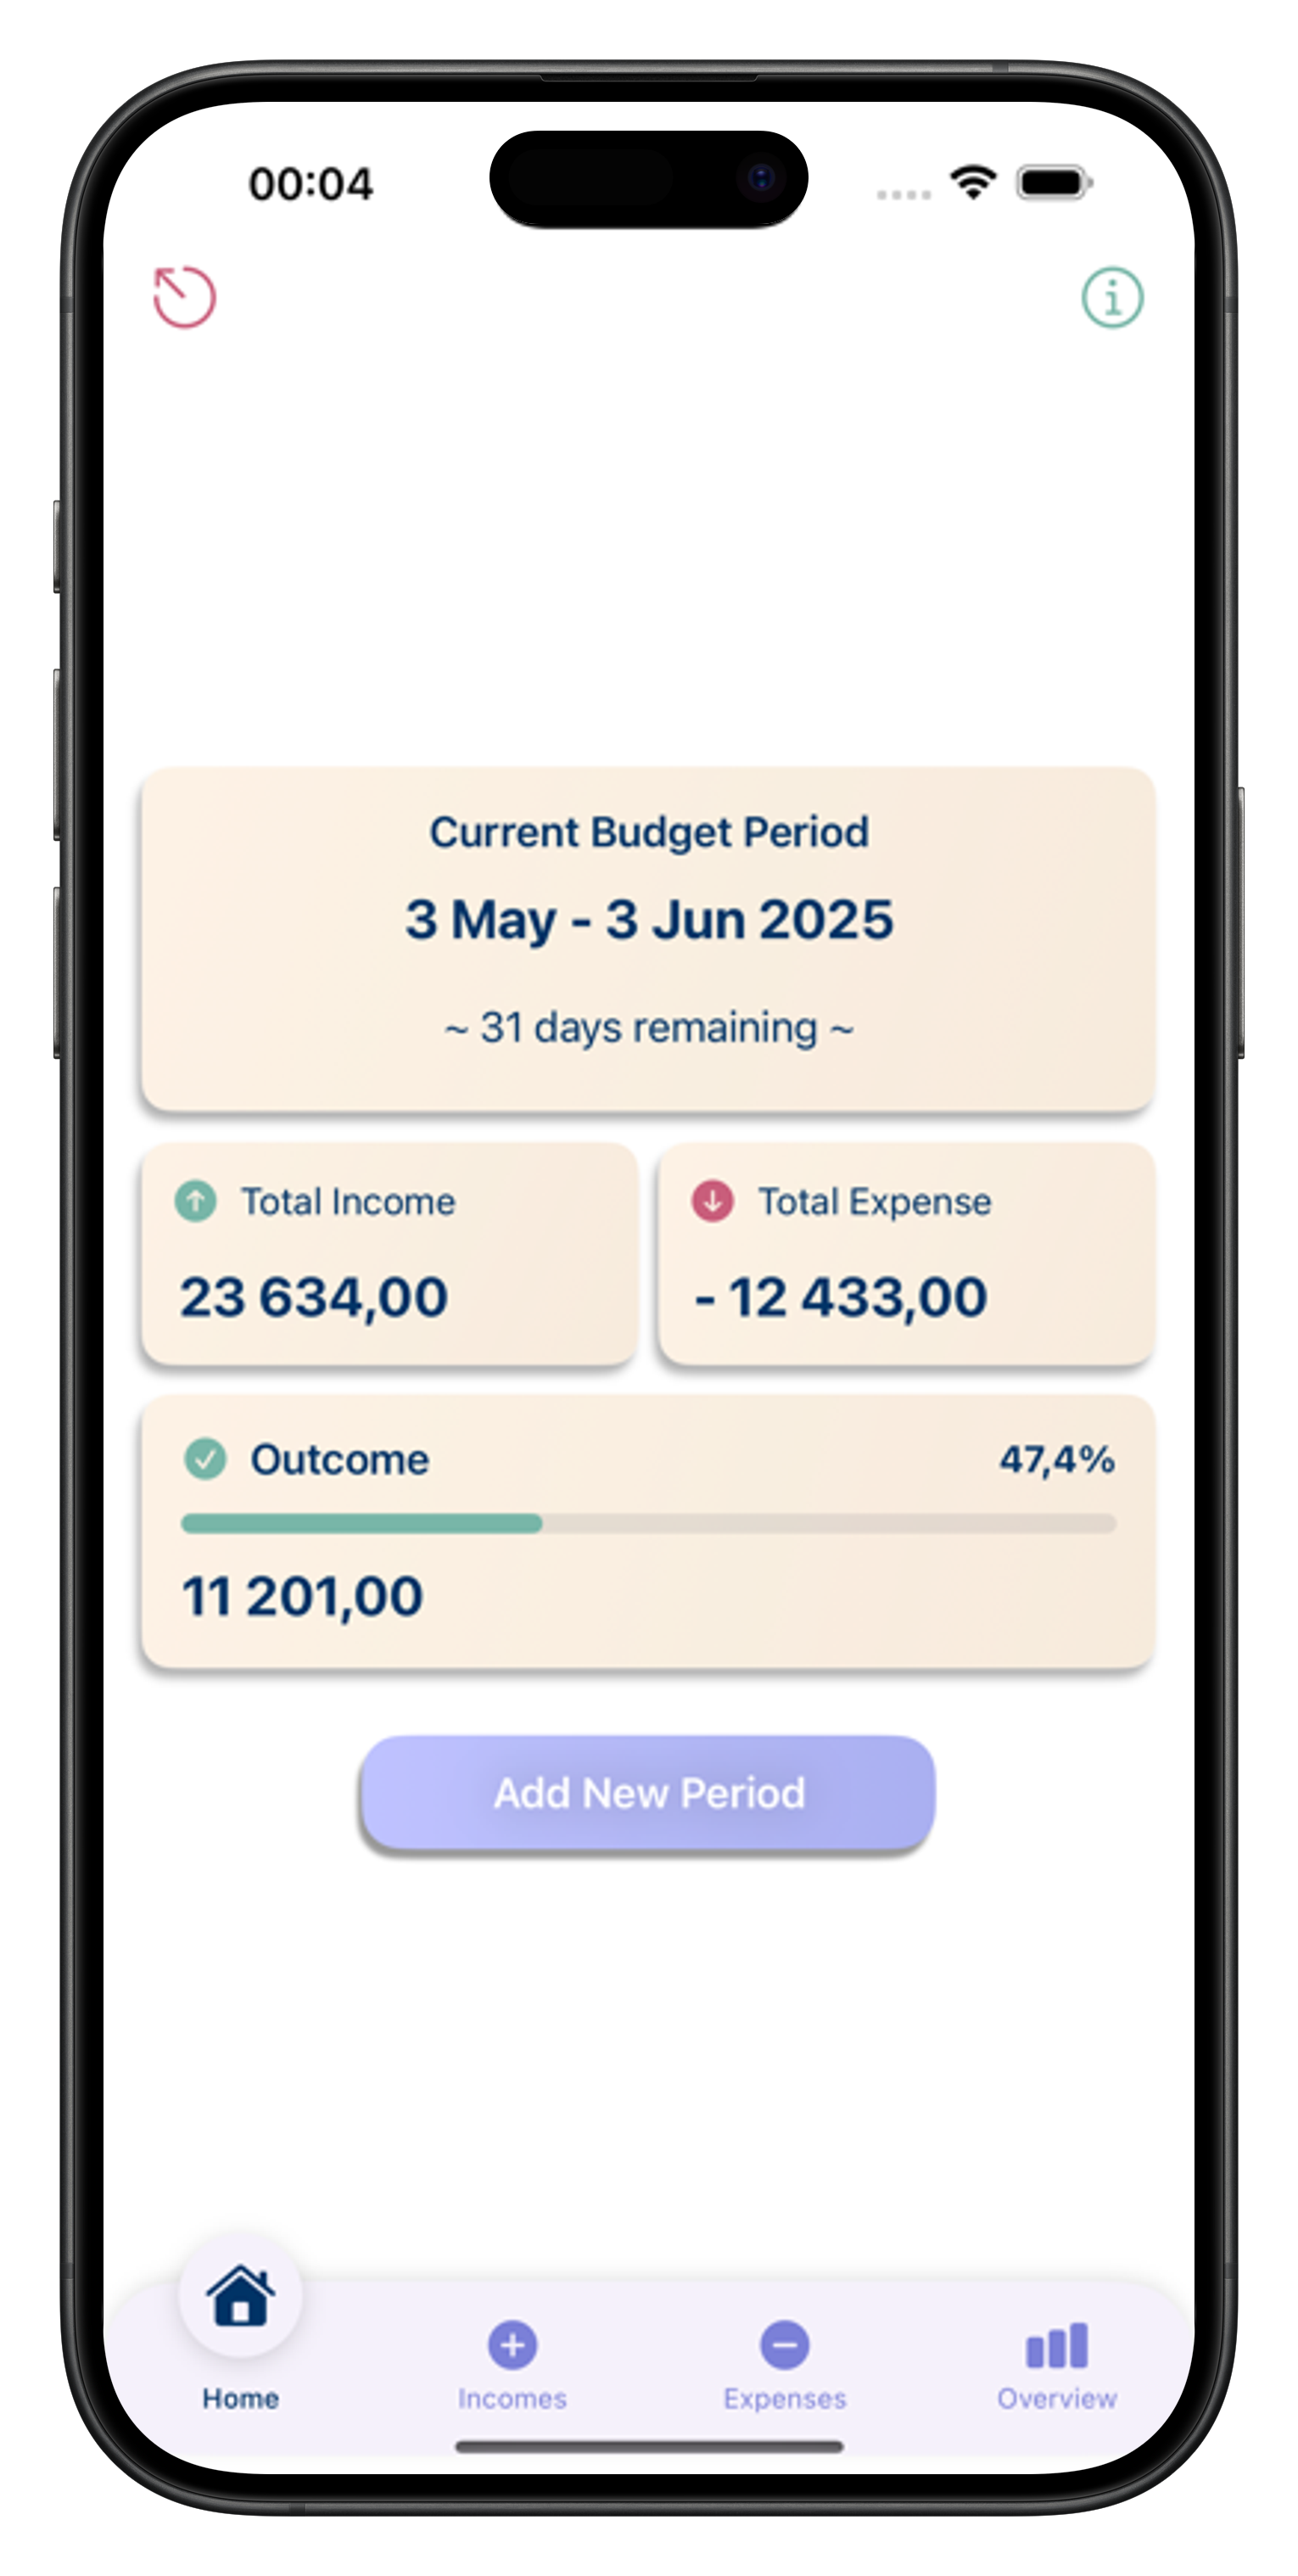 00:04
Current Budget Period
3 May - 3 Jun 2025
~ 31 days remaining ~
Total Income
23 634,00
Total Expense
- 12 433,00
Outcome
47,4%
11 201,00
Add New Period
Home
Incomes
Expenses
Overview